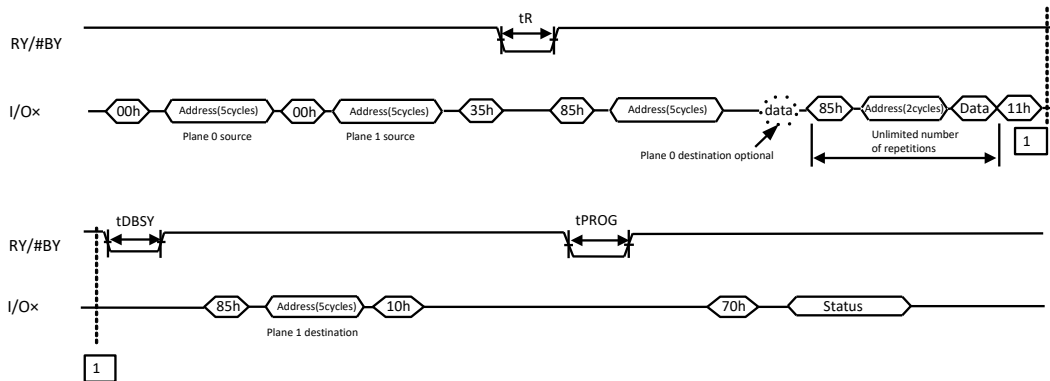 tR
RY/#BY
I/O×
00h
Address(5cycles)
00h
Address(5cycles)
35h
85h
Address(5cycles)
data
85h
Address(2cycles)
Data
11h
Plane 0 source
Plane 1 source
Plane 0 destination optional
Unlimited number
of repetitions
1
tDBSY
tPROG
RY/#BY
I/O×
85h
Address(5cycles)
10h
70h
Status
Plane 1 destination
1